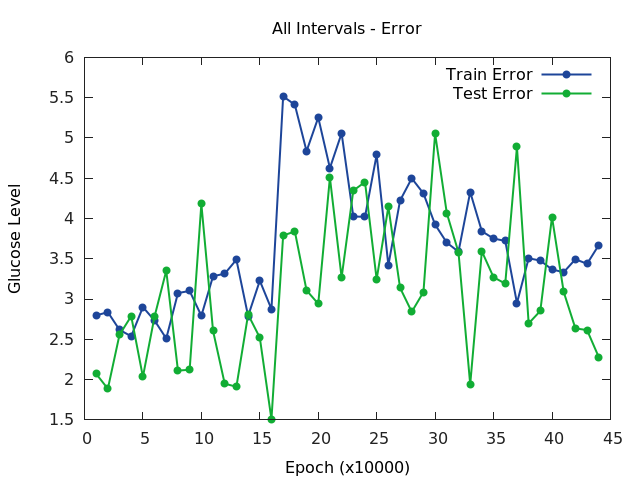 All Intervals - Error
6
5.5
5
4.5
4
3.5
3
2.5
2
1.5
Glucose Level
Train Error
Test Error
0 5 10 15 20 25 30 35 40 45
Epoch (x10000)